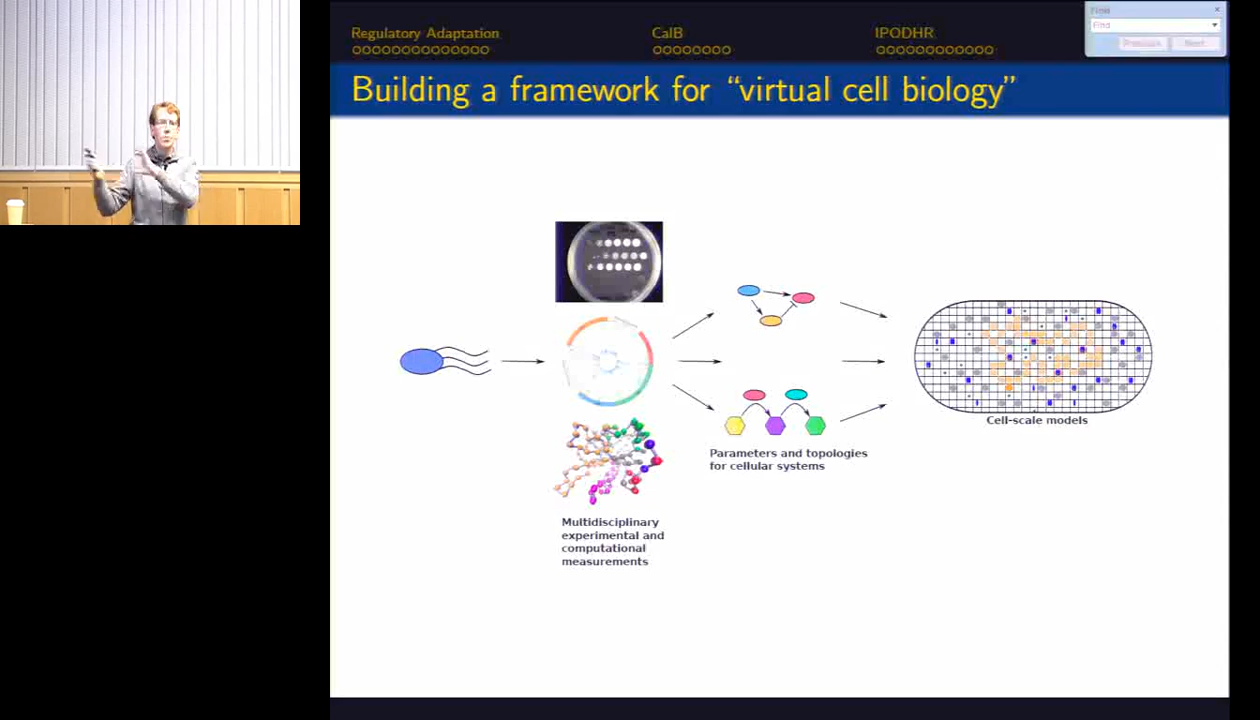 Regulatory Adaptation
CalB
IPODHR
Find
Find
Previous
Next
Building a framework for “virtual cell biology”
Cell-scale models
Parameters and topologies
for cellular systems
Multidisciplinary
experimental and
computational
measurements